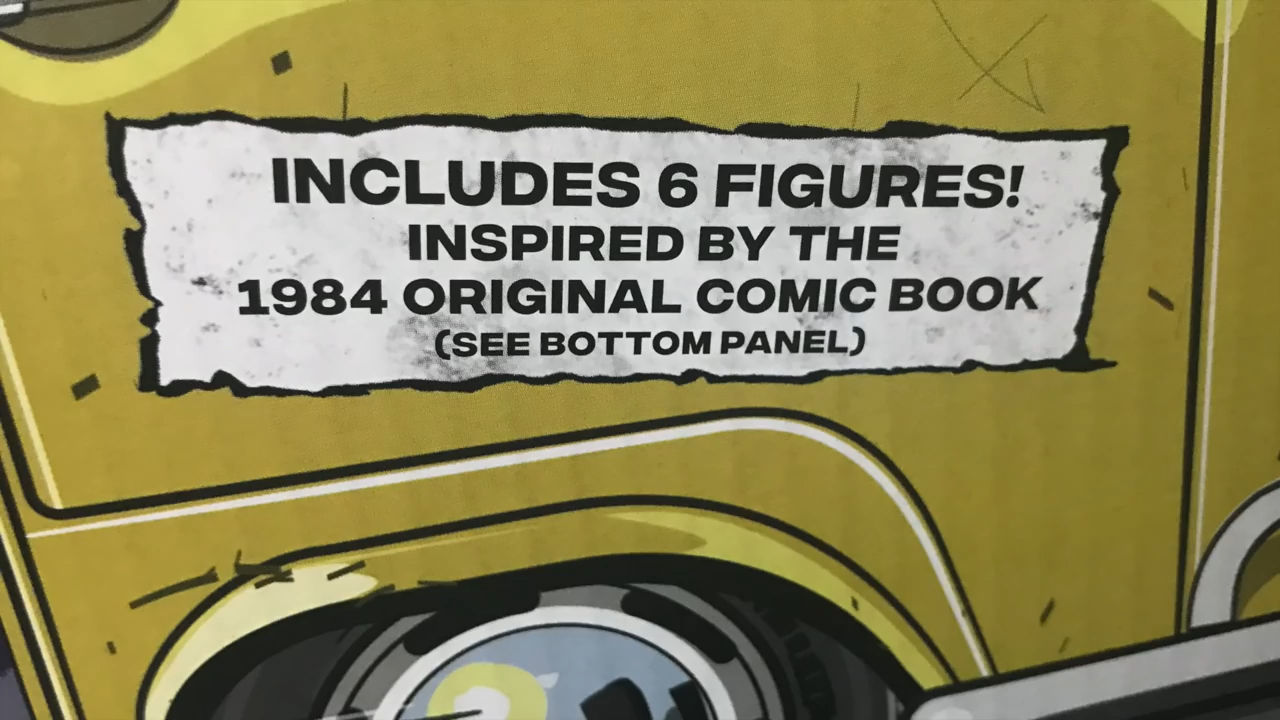 INCLUDES 6 FIGURES!
INSPIRED BY THE
1984 ORIGINAL COMIC BOOK
(SEE BOTTOM PANEL)